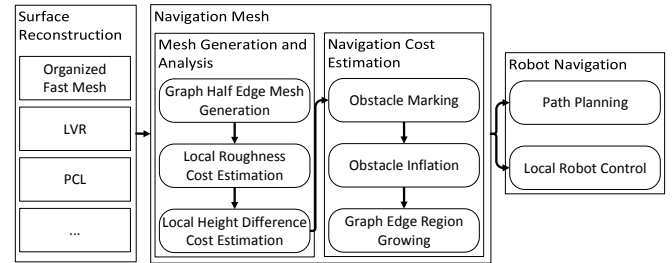 Surface
Reconstruction
Organized
Fast Mesh
LVR
PCL
...
Navigation Mesh
Mesh Generation and
Analysis
Graph Half Edge Mesh
Generation
Local Roughness
Cost Estimation
Local Height Difference
Cost Estimation
Navigation Cost
Estimation
Obstacle Marking
Obstacle Inflation
Graph Edge Region
Growing
Robot Navigation
Path Planning
Local Robot Control